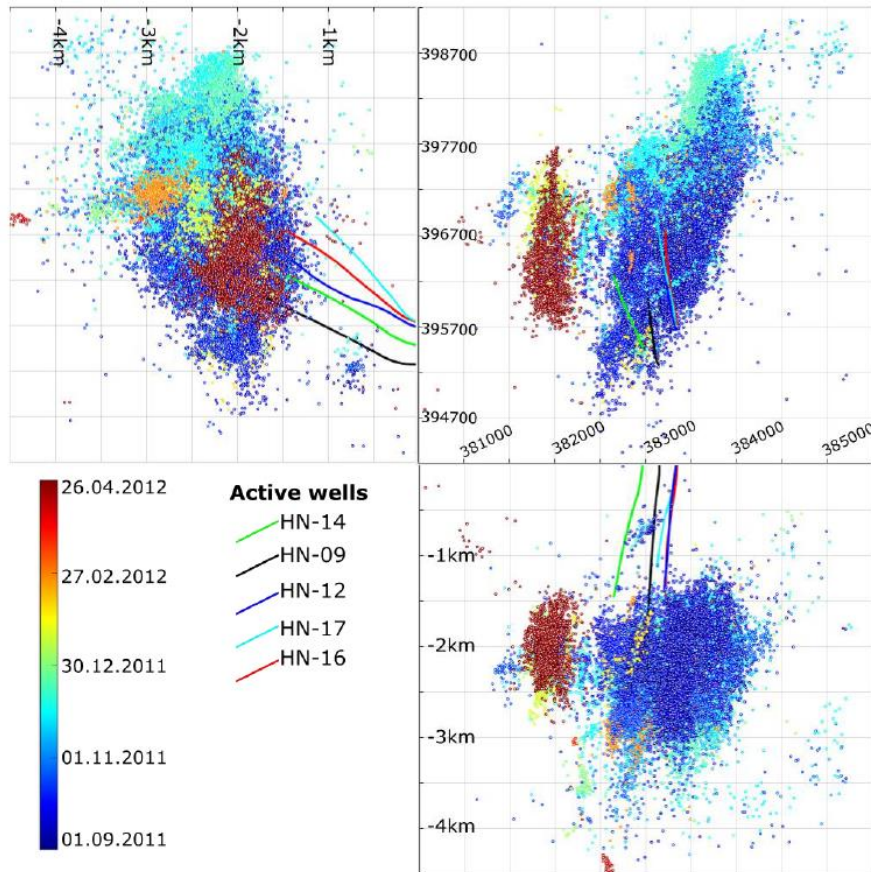 -4km
-3km
-2km
-1km
398700
397700
396700
395700
394700
381000
382000
383000
384000
385000
26.04.2012
27.02.2012
30.12.2011
01.11.2011
01.09.2011
Active wells
HN-14
HN-09
HN-12
HN-17
HN-16
-1km
-2km
-3km
-4km